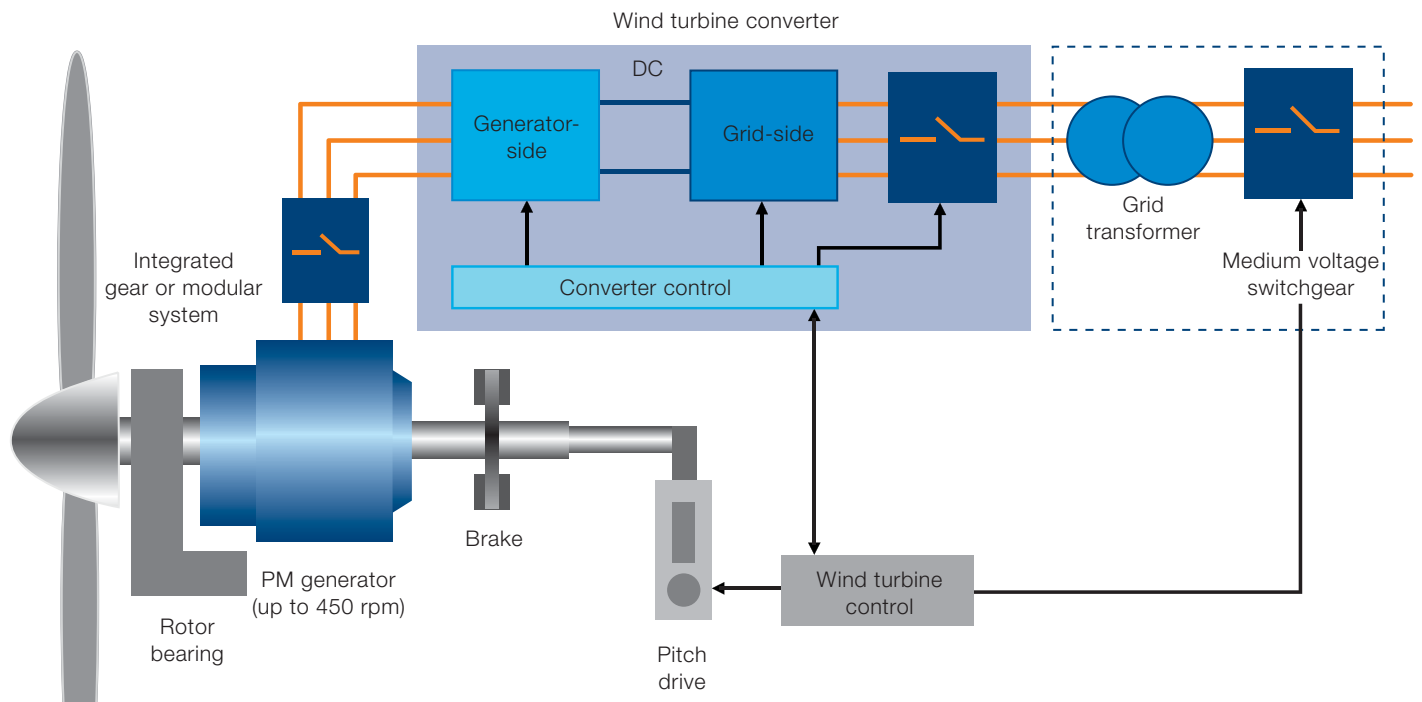 Wind turbine converter
DC
Generator-
side
Grid-side
Grid
transformer
Integrated
gear or modular
system
Medium voltage
switchgear
Converter control
Brake
PM generator
(up to 450 rpm)
Wind turbine
control
Rotor
bearing
Pitch
drive